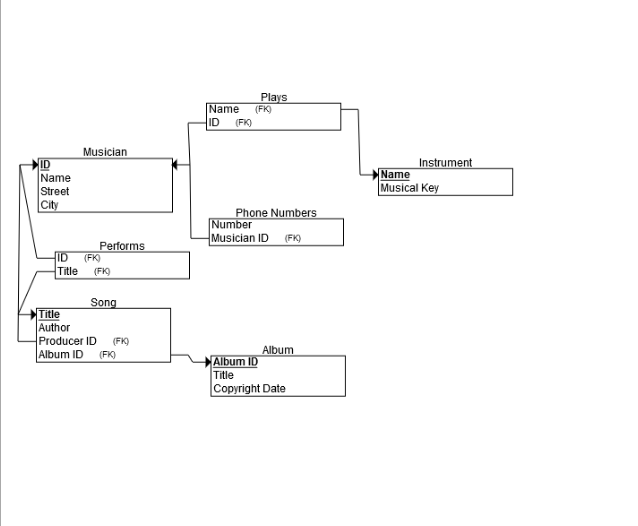 Plays
Name (FK)
ID (FK)
Musician
ID
Name
Street
City
Instrument
Name
Musical Key
Phone Numbers
Number
Musician ID (FK)
Performs
ID (FK)
Title (FK)
Song
Title
Author
Producer ID (FK)
Album ID (FK)
Album
Album ID
Title
Copyright Date